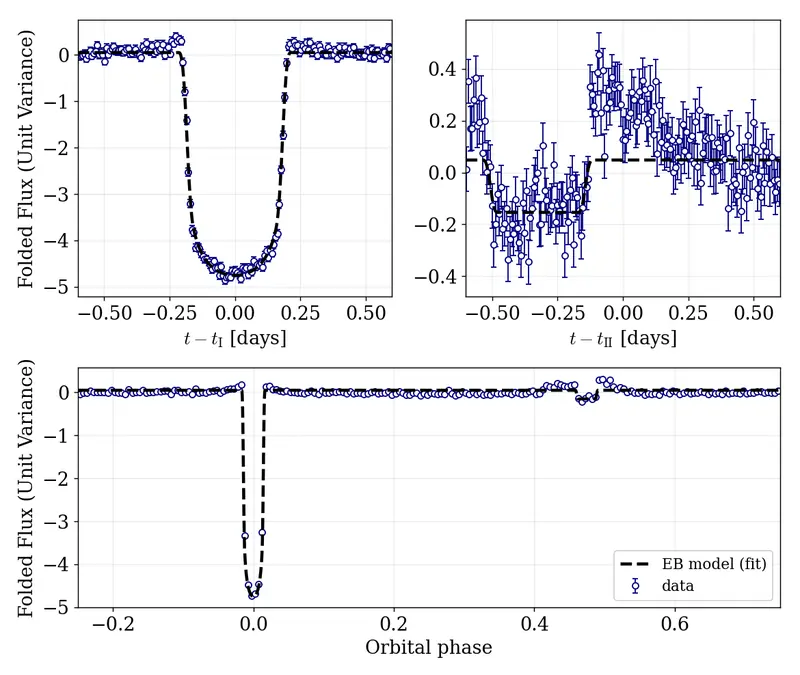 Folded Flux (Unit Variance)
0
−1
−2
−3
−4
−5
−0.50 −0.25 0.00 0.25 0.50
t − tI [days]
0.4
0.2
0.0
−0.2
−0.4
−0.50 −0.25 0.00 0.25 0.50
t − tII [days]
Folded Flux (Unit Variance)
0
−1
−2
−3
−4
−5
−0.2 0.0 0.2 0.4 0.6
Orbital phase
EB model (fit)
data